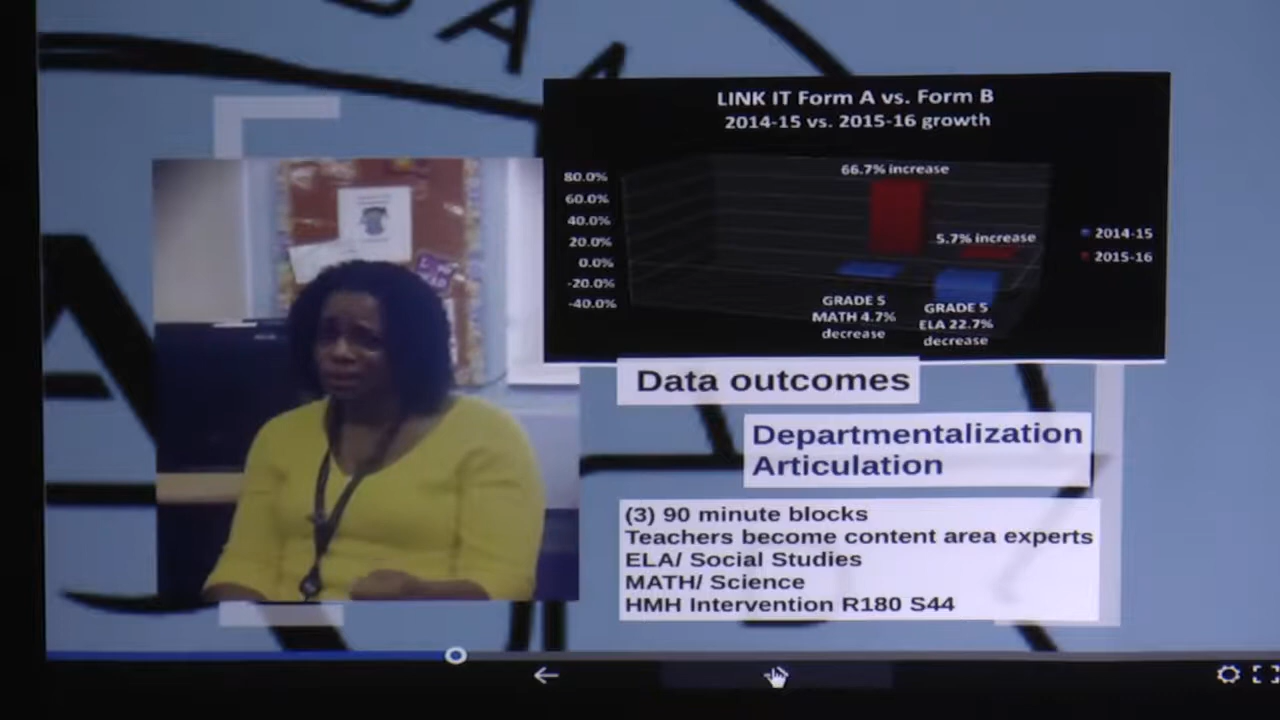 LINK IT Form A vs. Form B
2014-15 vs. 2015-16 growth
66.7% increase
80.0%
60.0%
40.0%
20.0%
0.0%
-20.0%
-40.0%
5.7% increase
2014-15
2015-16
GRADE 5
MATH 4.7%
decrease
GRADE 5
ELA 22.7%
decrease
Data outcomes
Departmentalization
Articulation
(3) 90 minute blocks
Teachers become content area experts
ELA/ Social Studies
MATH/ Science
HMH Intervention R180 S44